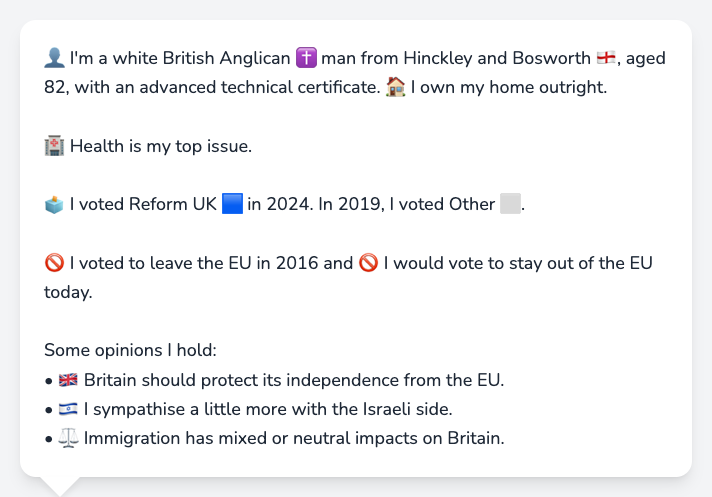 👤 I'm a white British Anglican ✝️ man from Hinckley and Bosworth 🏴󠁧󠁢󠁥󠁮󠁧󠁿, aged
82, with an advanced technical certificate. 🏠 I own my home outright.
🏥 Health is my top issue.
🗳️ I voted Reform UK 🟦 in 2024. In 2019, I voted Other ⬜.
🚫 I voted to leave the EU in 2016 and 🚫 I would vote to stay out of the EU
today.
Some opinions I hold:
• 🇬🇧 Britain should protect its independence from the EU.
• 🇮🇱 I sympathise a little more with the Israeli side.
• ⚖️ Immigration has mixed or neutral impacts on Britain.